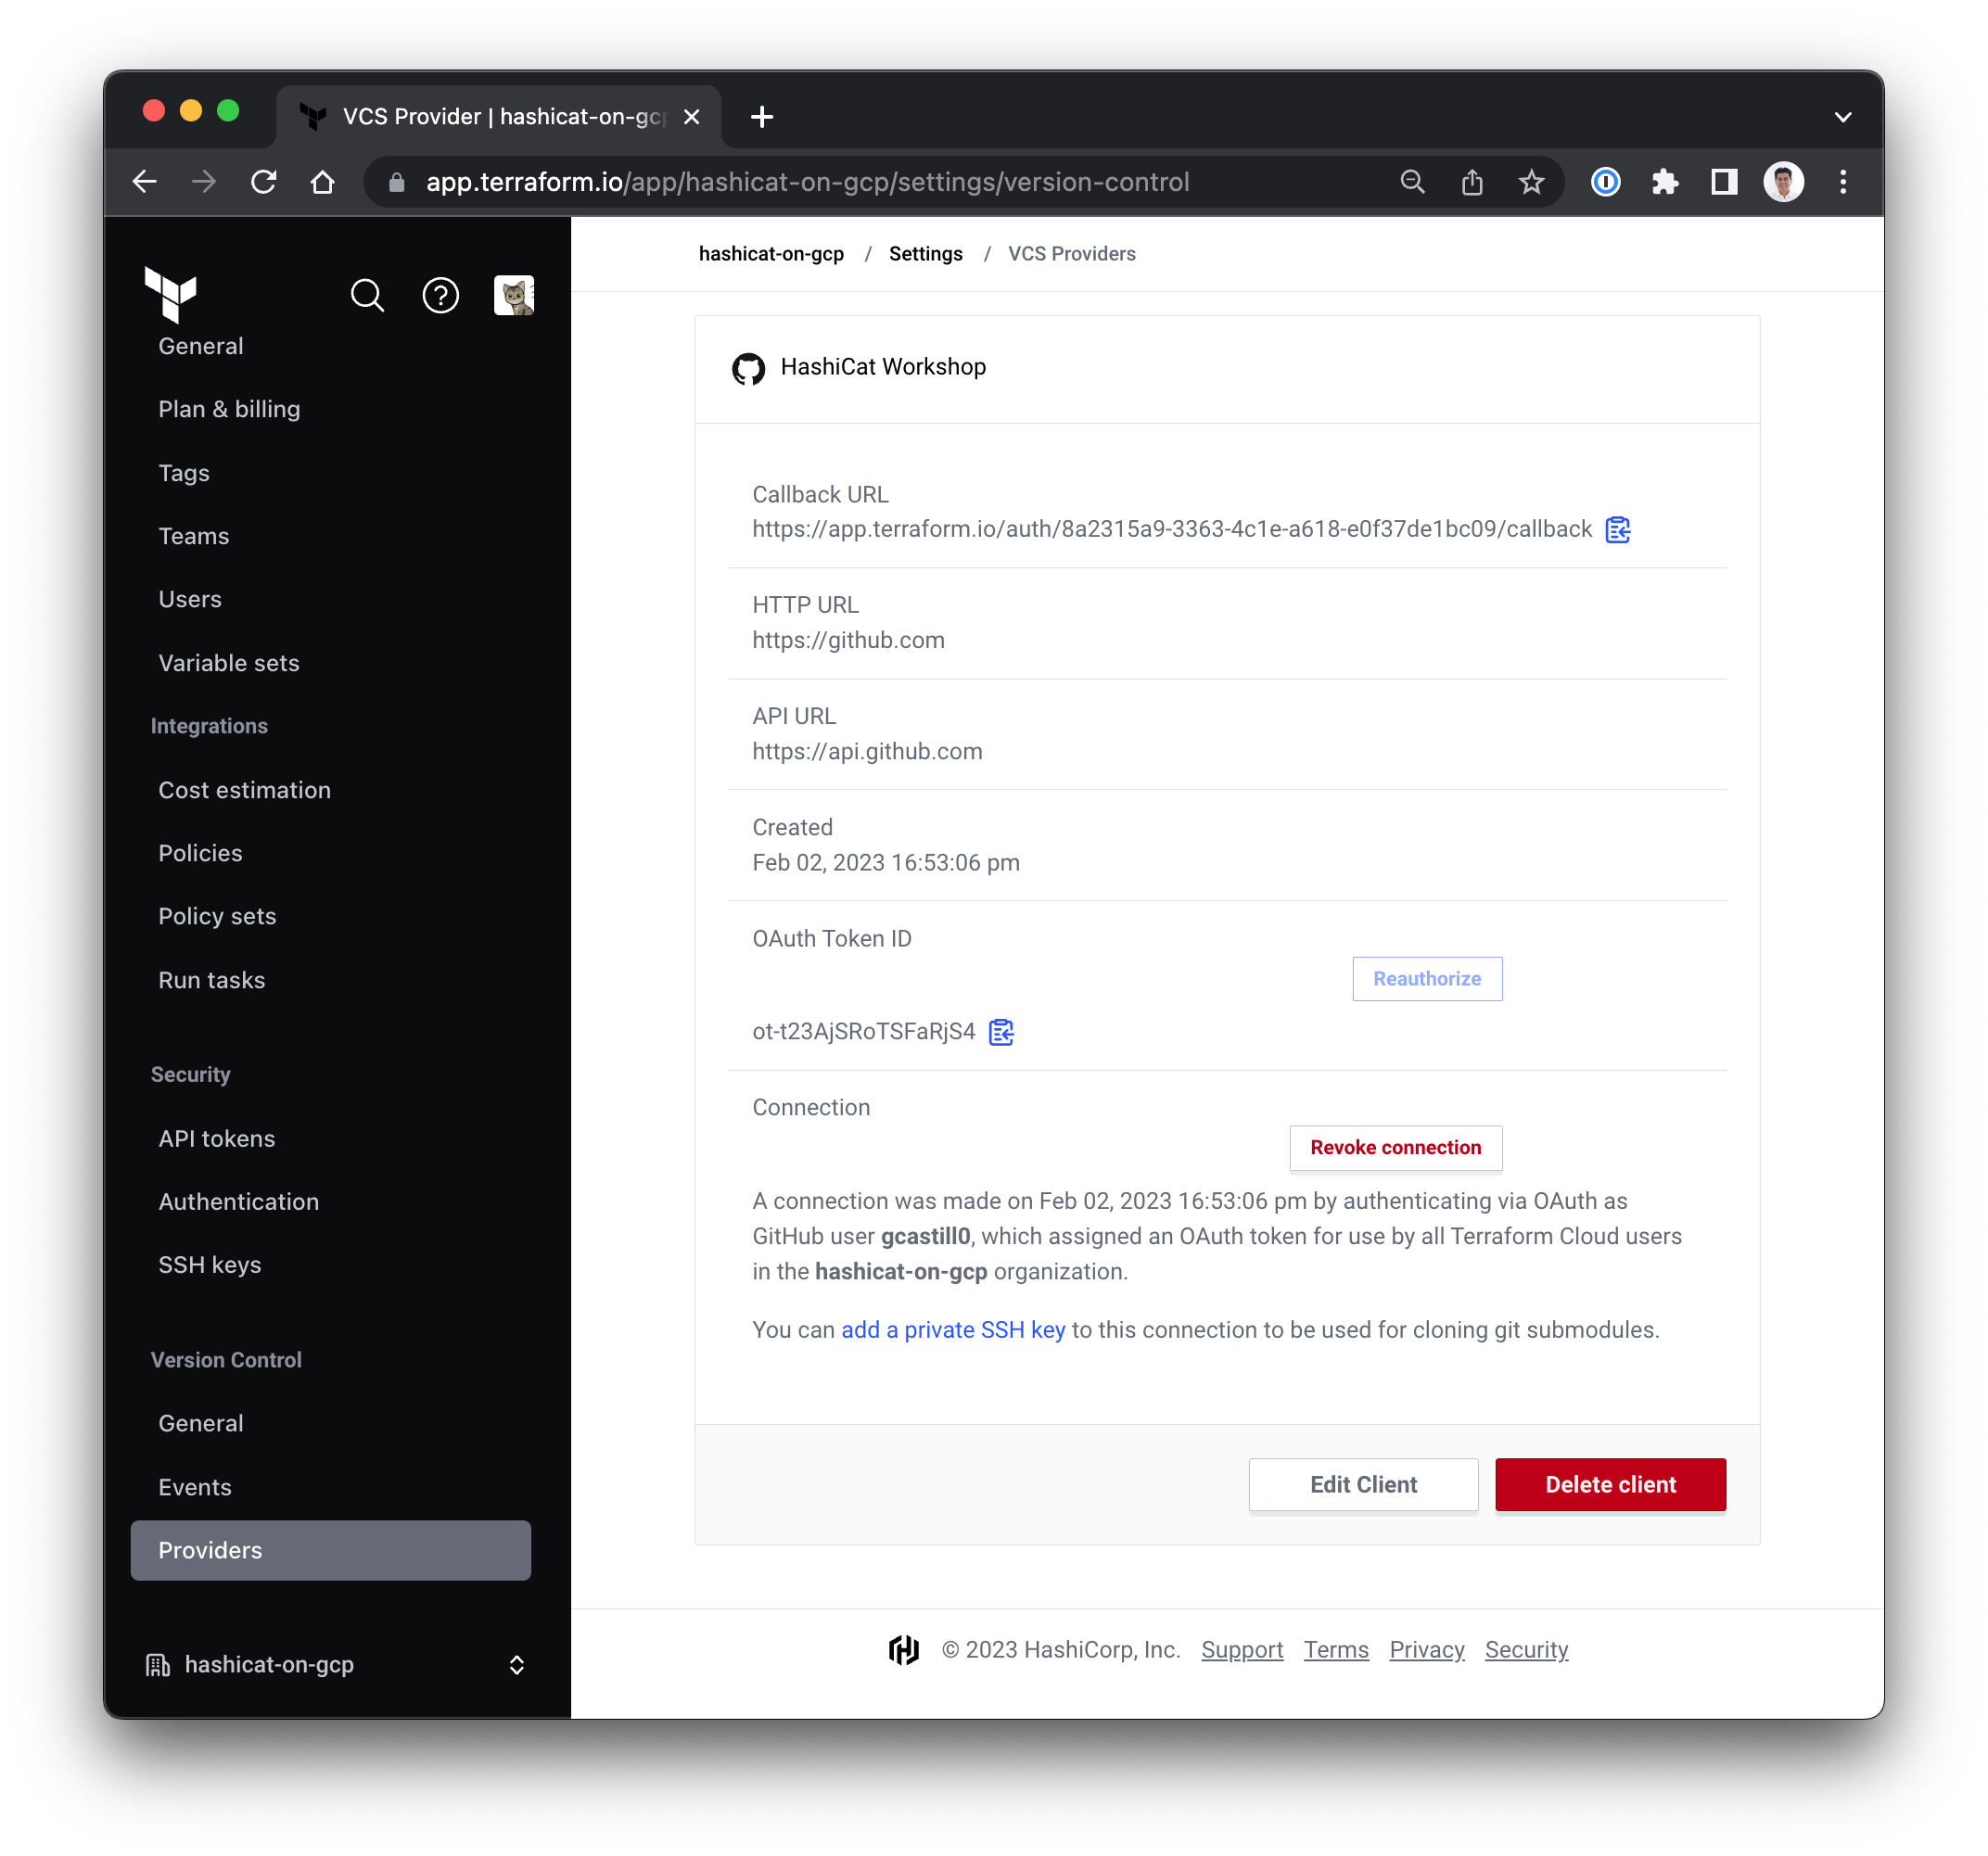 VCS Provider | hashicat-on-gcp
app.terraform.io/app/hashicat-on-gcp/settings/version-control
General
Plan & billing
Tags
Teams
Users
Variable sets
Integrations
Cost estimation
Policies
Policy sets
Run tasks
Security
API tokens
Authentication
SSH keys
Version Control
General
Events
Providers
hashicat-on-gcp
hashicat-on-gcp / Settings / VCS Providers
HashiCat Workshop
Callback URL
https://app.terraform.io/auth/8a2315a9-3363-4c1e-a618-e0f37de1bc09/callback
HTTP URL
https://github.com
API URL
https://api.github.com
Created
Feb 02, 2023 16:53:06 pm
OAuth Token ID
Reauthorize
ot-t23AjSRoTSFaRjS4
Connection
Revoke connection
A connection was made on Feb 02, 2023 16:53:06 pm by authenticating via OAuth as
GitHub user gcastill0, which assigned an OAuth token for use by all Terraform Cloud users
in the hashicat-on-gcp organization.
You can add a private SSH key to this connection to be used for cloning git submodules.
Edit Client
Delete client
© 2023 HashiCorp, Inc. Support Terms Privacy Security